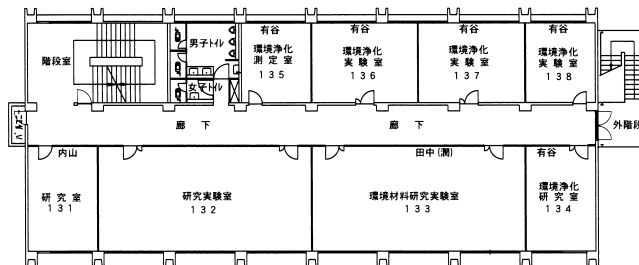 階段室
男子トイレ
女子トイレ
有谷
環境浄化
測定室
135
有谷
環境浄化
実験室
136
有谷
環境浄化
実験室
137
有谷
環境浄化
実験室
138
バルコニー
廊下
廊下
外階段
内山
研究室
131
研究実験室
132
田中(潤)
環境材料研究実験室
133
有谷
環境浄化
研究室
134